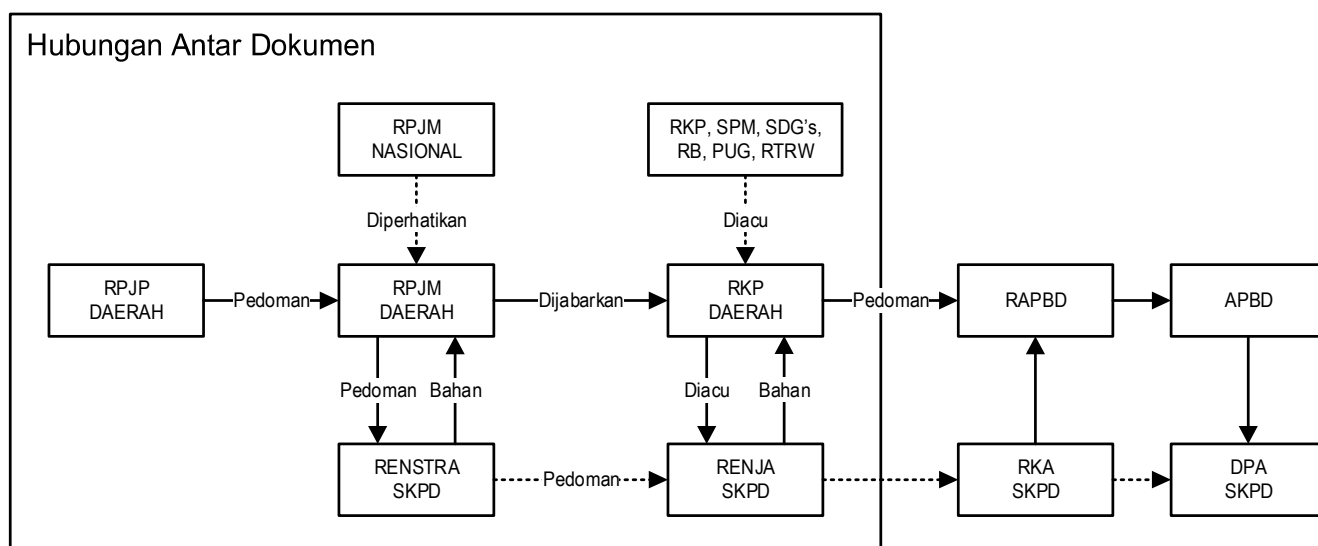 Hubungan Antar Dokumen
RPJM
NASIONAL
RKP, SPM, SDG's,
RB, PUG, RTRW
Diperhatikan
Diacu
RPJP
DAERAH
Pedoman
RPJM
DAERAH
Dijabarkan
RKP
DAERAH
Pedoman
RAPBD
APBD
Pedoman
Bahan
Diacu
Bahan
RENSTRA
SKPD
Pedoman
RENJA
SKPD
RKA
SKPD
DPA
SKPD